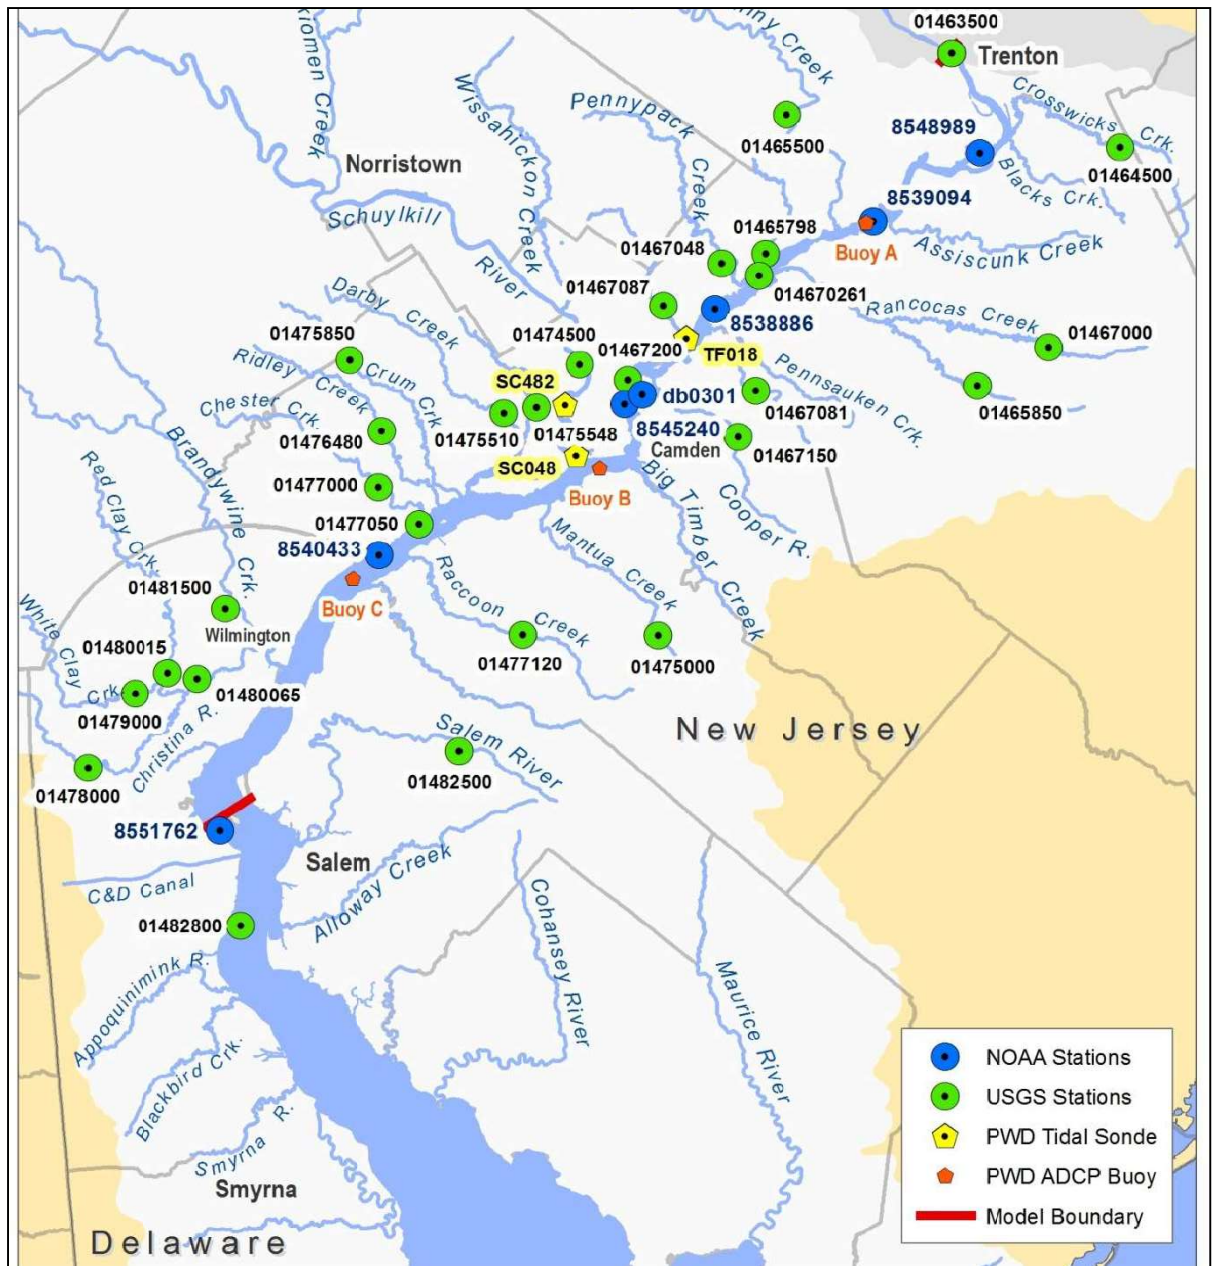 01463500
Trenton
Crosswicks Crk.
8548989
01465500
01464500
Blacks Crk.
Pennypack
Creek
Wissahickon Creek
Norristown
Schuylkill
River
8539094
Buoy A
Assiscunk Creek
01465798
01467048
01467087
014670261
8538886
Rancocas Creek
01467000
01465850
Darby Creek
01475850
01474500
01467200
TF018
Ridley Creek
Crum Crk
SC482
db0301
Pennsauken Crk.
Chester Crk.
01476480
01475510
01475548
8545240
01467081
Camden
01467150
SC048
Buoy B
Big Timber Creek
Cooper R.
Brandywine Crk.
Red Clay Crk.
01477000
01477050
8540433
Buoy C
Mantua Creek
Raccoon Creek
01481500
Wilmington
White Clay Crk.
01480015
01480065
01479000
01477120
01475000
Christina R.
01478000
New Jersey
Salem River
01482500
8551762
Salem
C&D Canal
Alloway Creek
01482800
Cohansey River
Maurice River
Appoquinimink R.
Blackbird Crk.
Smyrna R.
Smyrna
Delaware
NOAA Stations
USGS Stations
PWD Tidal Sonde
PWD ADCP Buoy
Model Boundary